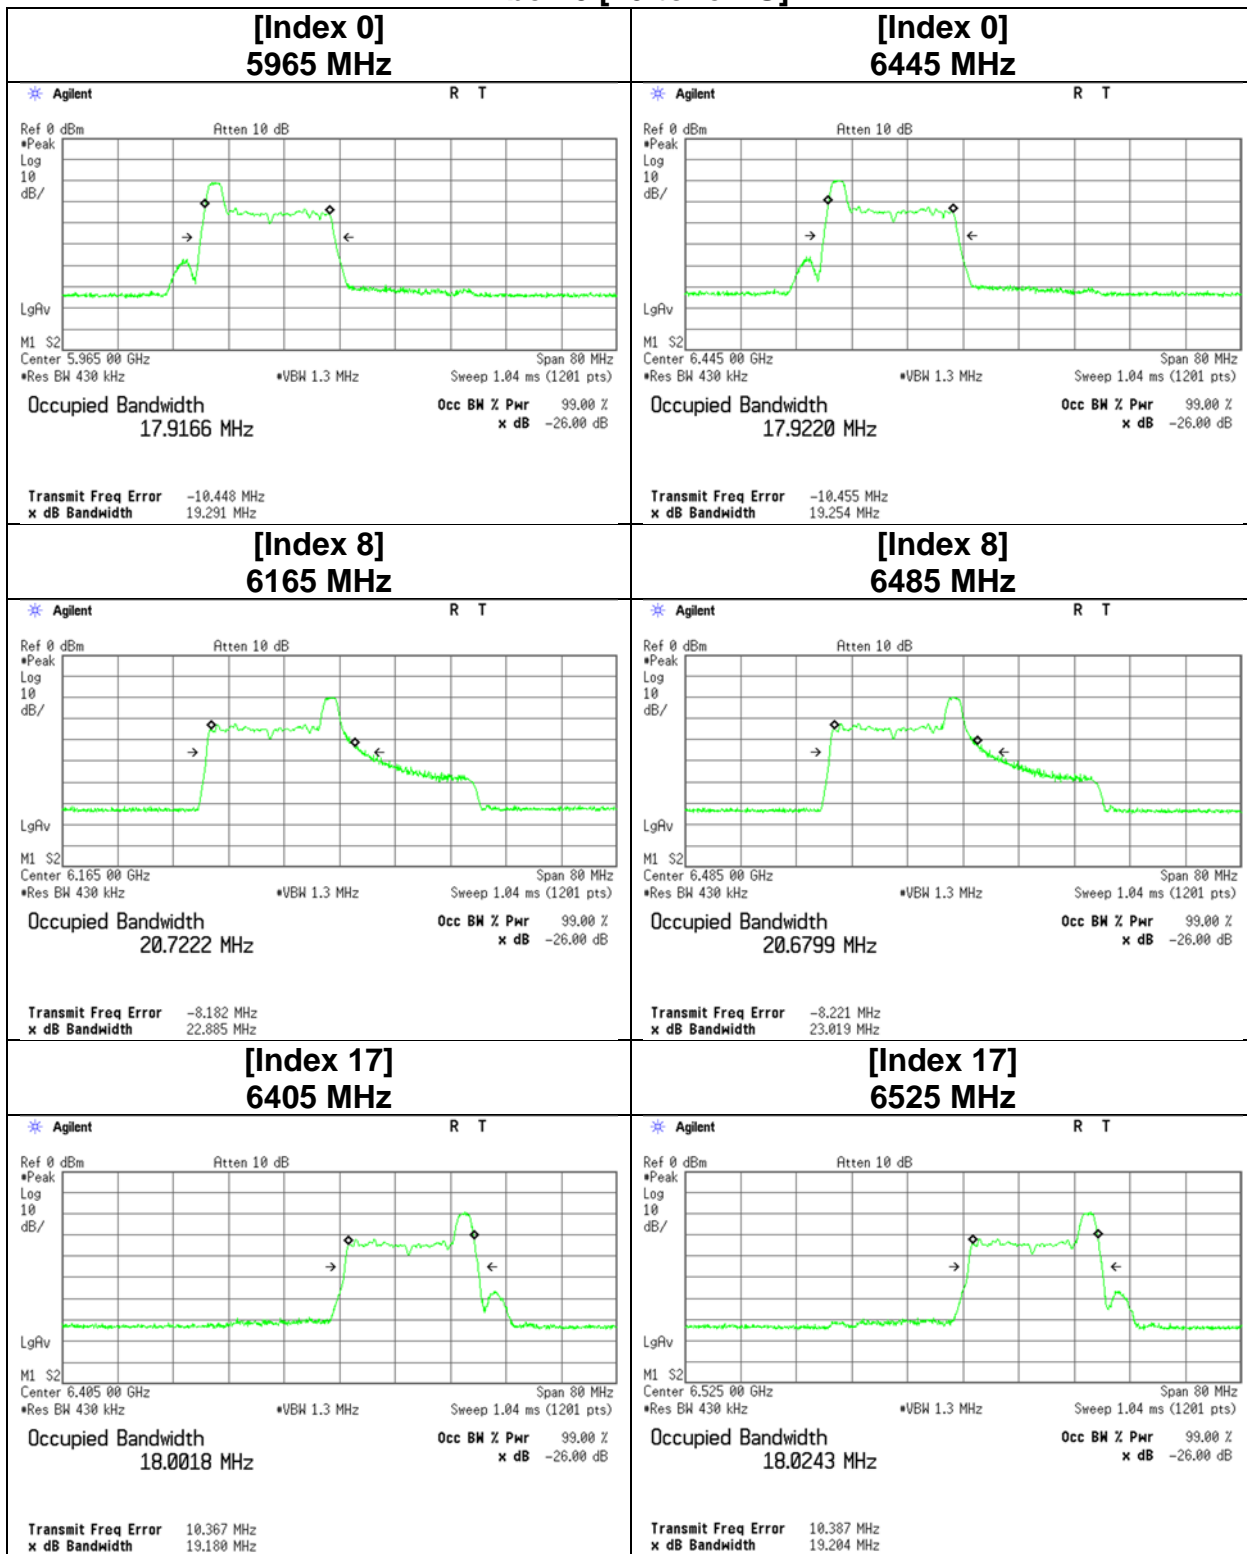 [Index 0]
5965 MHz
[Index 0]
6445 MHz
Agilent
R T
Ref 0 dBm
Atten 10 dB
#Peak
Log
10
dB/
LgAv
M1 S2
Center 5.965 00 GHz
Span 80 MHz
#Res BW 430 kHz
#VBW 1.3 MHz
Sweep 1.04 ms (1201 pts)
Occupied Bandwidth
17.9166 MHz
Occ BW % Pwr 99.00 %
x dB -26.00 dB
Transmit Freq Error -10.448 MHz
x dB Bandwidth 19.291 MHz
Agilent
R T
Ref 0 dBm
Atten 10 dB
#Peak
Log
10
dB/
LgAv
M1 S2
Center 6.445 00 GHz
Span 80 MHz
#Res BW 430 kHz
#VBW 1.3 MHz
Sweep 1.04 ms (1201 pts)
Occupied Bandwidth
17.9220 MHz
Occ BW % Pwr 99.00 %
x dB -26.00 dB
Transmit Freq Error -10.455 MHz
x dB Bandwidth 19.254 MHz
[Index 8]
6165 MHz
[Index 8]
6485 MHz
Agilent
R T
Ref 0 dBm
Atten 10 dB
#Peak
Log
10
dB/
LgAv
M1 S2
Center 6.165 00 GHz
Span 80 MHz
#Res BW 430 kHz
#VBW 1.3 MHz
Sweep 1.04 ms (1201 pts)
Occupied Bandwidth
20.7222 MHz
Occ BW % Pwr 99.00 %
x dB -26.00 dB
Transmit Freq Error -8.182 MHz
x dB Bandwidth 22.885 MHz
Agilent
R T
Ref 0 dBm
Atten 10 dB
#Peak
Log
10
dB/
LgAv
M1 S2
Center 6.485 00 GHz
Span 80 MHz
#Res BW 430 kHz
#VBW 1.3 MHz
Sweep 1.04 ms (1201 pts)
Occupied Bandwidth
20.6799 MHz
Occ BW % Pwr 99.00 %
x dB -26.00 dB
Transmit Freq Error -8.221 MHz
x dB Bandwidth 23.019 MHz
[Index 17]
6405 MHz
[Index 17]
6525 MHz
Agilent
R T
Ref 0 dBm
Atten 10 dB
#Peak
Log
10
dB/
LgAv
M1 S2
Center 6.405 00 GHz
Span 80 MHz
#Res BW 430 kHz
#VBW 1.3 MHz
Sweep 1.04 ms (1201 pts)
Occupied Bandwidth
18.0018 MHz
Occ BW % Pwr 99.00 %
x dB -26.00 dB
Transmit Freq Error 10.367 MHz
x dB Bandwidth 19.180 MHz
Agilent
R T
Ref 0 dBm
Atten 10 dB
#Peak
Log
10
dB/
LgAv
M1 S2
Center 6.525 00 GHz
Span 80 MHz
#Res BW 430 kHz
#VBW 1.3 MHz
Sweep 1.04 ms (1201 pts)
Occupied Bandwidth
18.0243 MHz
Occ BW % Pwr 99.00 %
x dB -26.00 dB
Transmit Freq Error 10.387 MHz
x dB Bandwidth 19.204 MHz